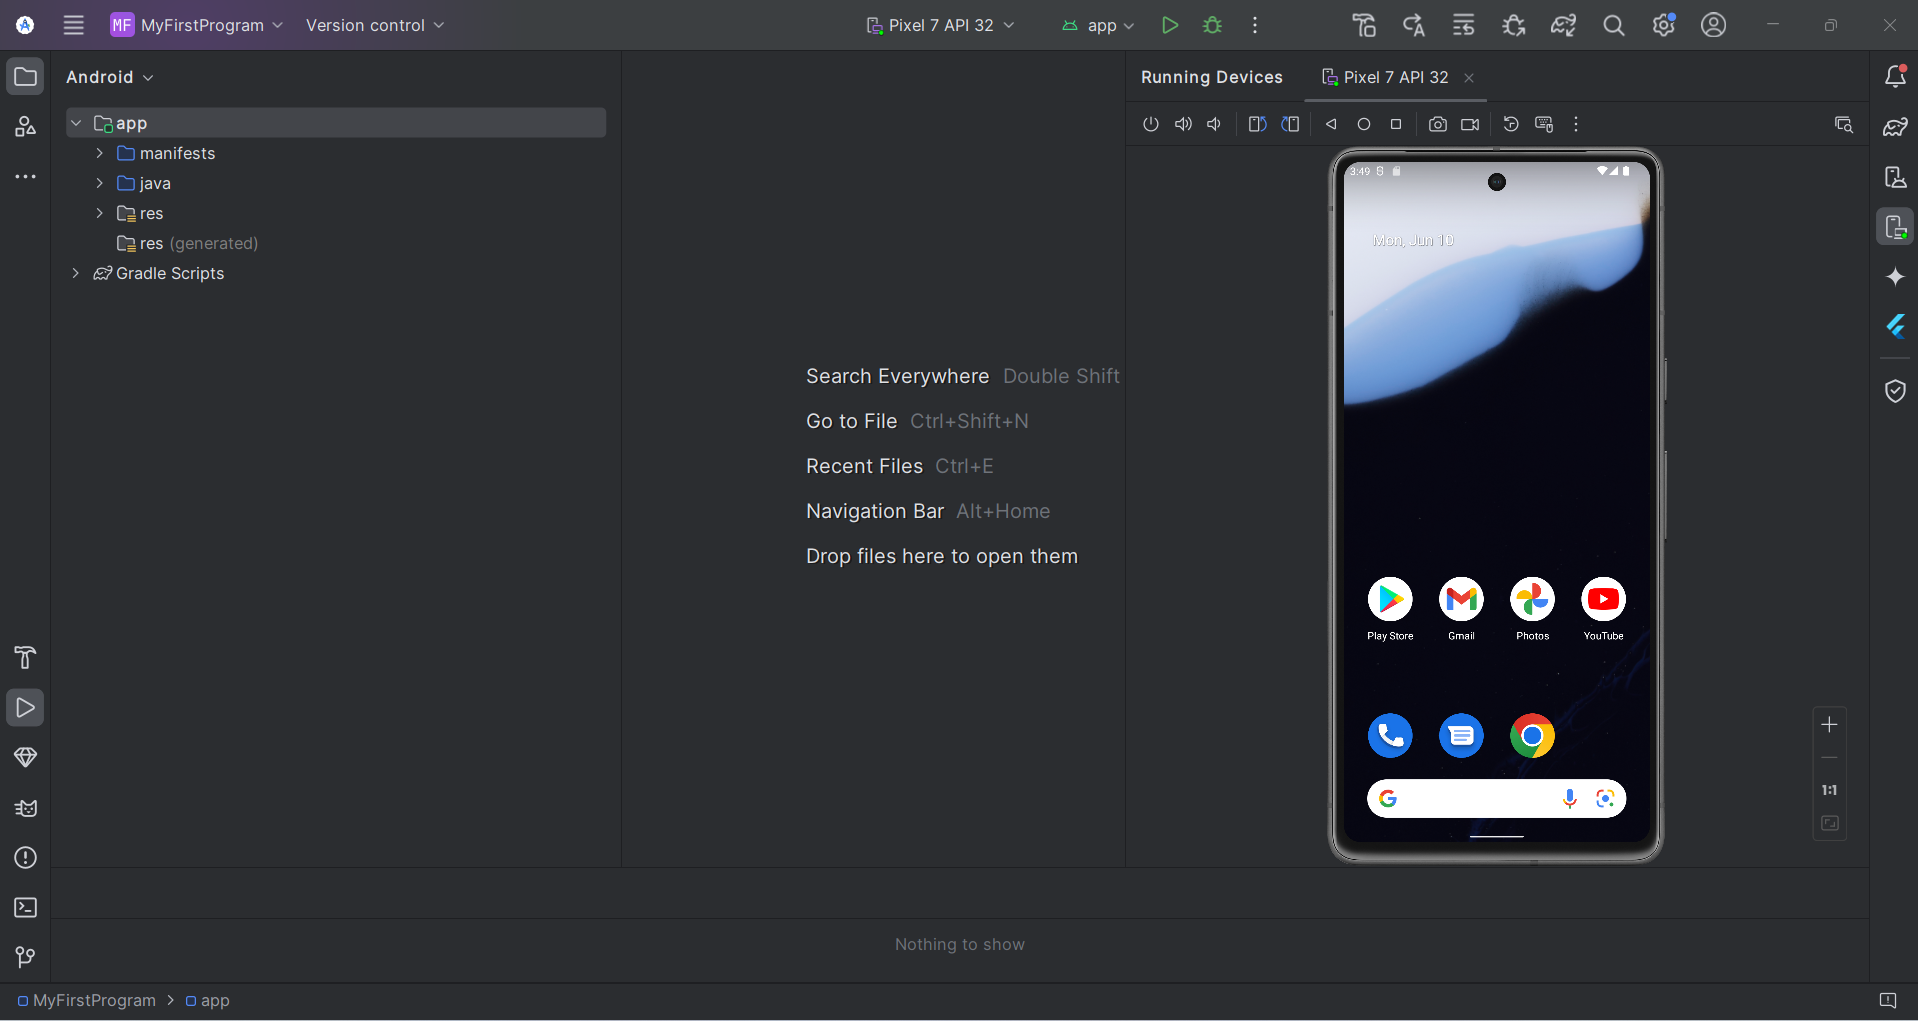 MF MyFirstProgram Version control Pixel 7 API 32 app
Android
app
manifests
java
res
res (generated)
Gradle Scripts
Search Everywhere Double Shift
Go to File Ctrl+Shift+N
Recent Files Ctrl+E
Navigation Bar Alt+Home
Drop files here to open them
Running Devices Pixel 7 API 32
3:49
Mon, Jun 10
Play Store Gmail Photos YouTube
1:1
Nothing to show
MyFirstProgram > app